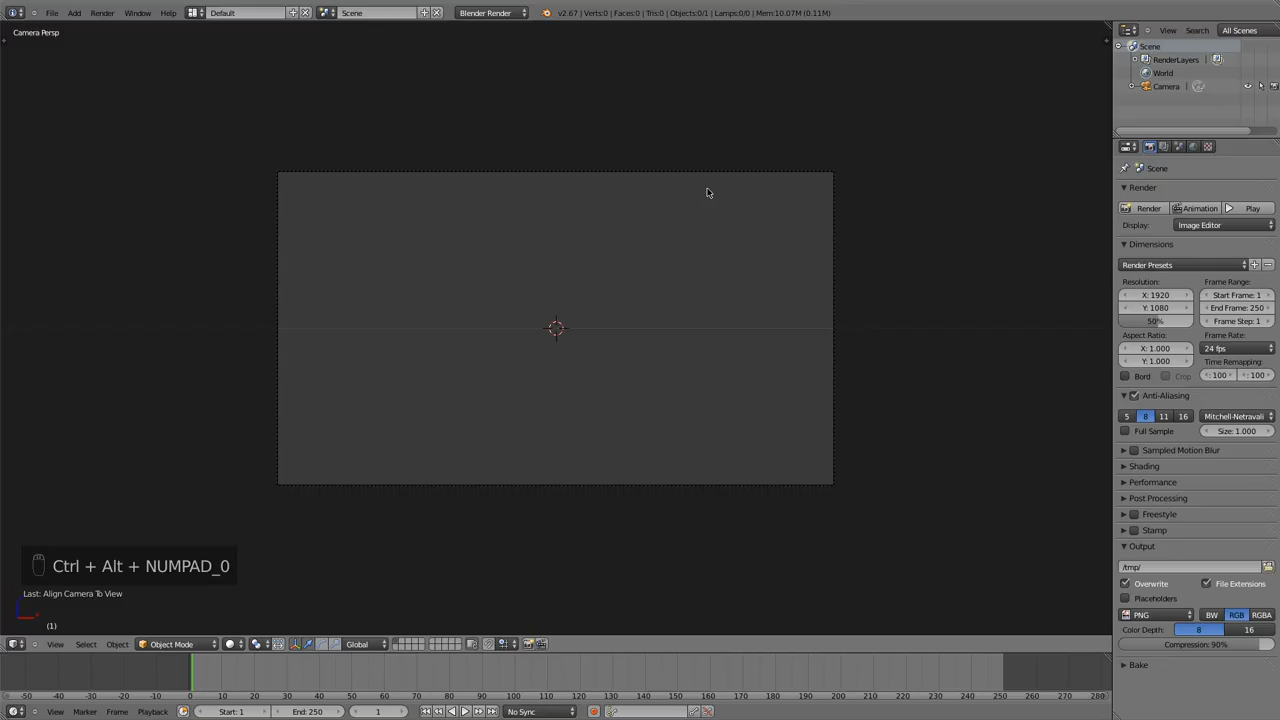 File Add Render Window Help Default Scene Blender Render v2.67 | Verts:0 | Faces:0 | Tris:0 | Objects:0/1 | Lamps:0/0 | Mem:10.07M (0.11M)
Camera Persp
View Search All Scenes
Scene
RenderLayers
World
Camera
Scene
Render
Render Animation Play
Display: Image Editor
Dimensions
Render Presets
Resolution: Frame Range:
X: 1920 Start Frame: 1
Y: 1080 End Frame: 250
50% Frame Step: 1
Aspect Ratio: Frame Rate:
X: 1.000 24 fps
Y: 1.000 Time Remapping:
Bord Crop : 100 : 100
Anti-Aliasing
5 8 11 16 Mitchell-Netravali
Full Sample Size: 1.000
Sampled Motion Blur
Shading
Performance
Post Processing
Freestyle
Stamp
Output
/tmp/
Overwrite File Extensions
Placeholders
PNG BW RGB RGBA
Color Depth: 8 16
Compression: 90%
Bake
Ctrl + Alt + NUMPAD_0
Last: Align Camera To View
(1)
View Select Object Object Mode Global
-50 -40 -30 -20 -10 0 10 20 30 40 50 60 70 80 90 100 110 120 130 140 150 160 170 180 190 200 210 220 230 240 250 260 270 280
View Marker Frame Playback Start: 1 End: 250 1 No Sync